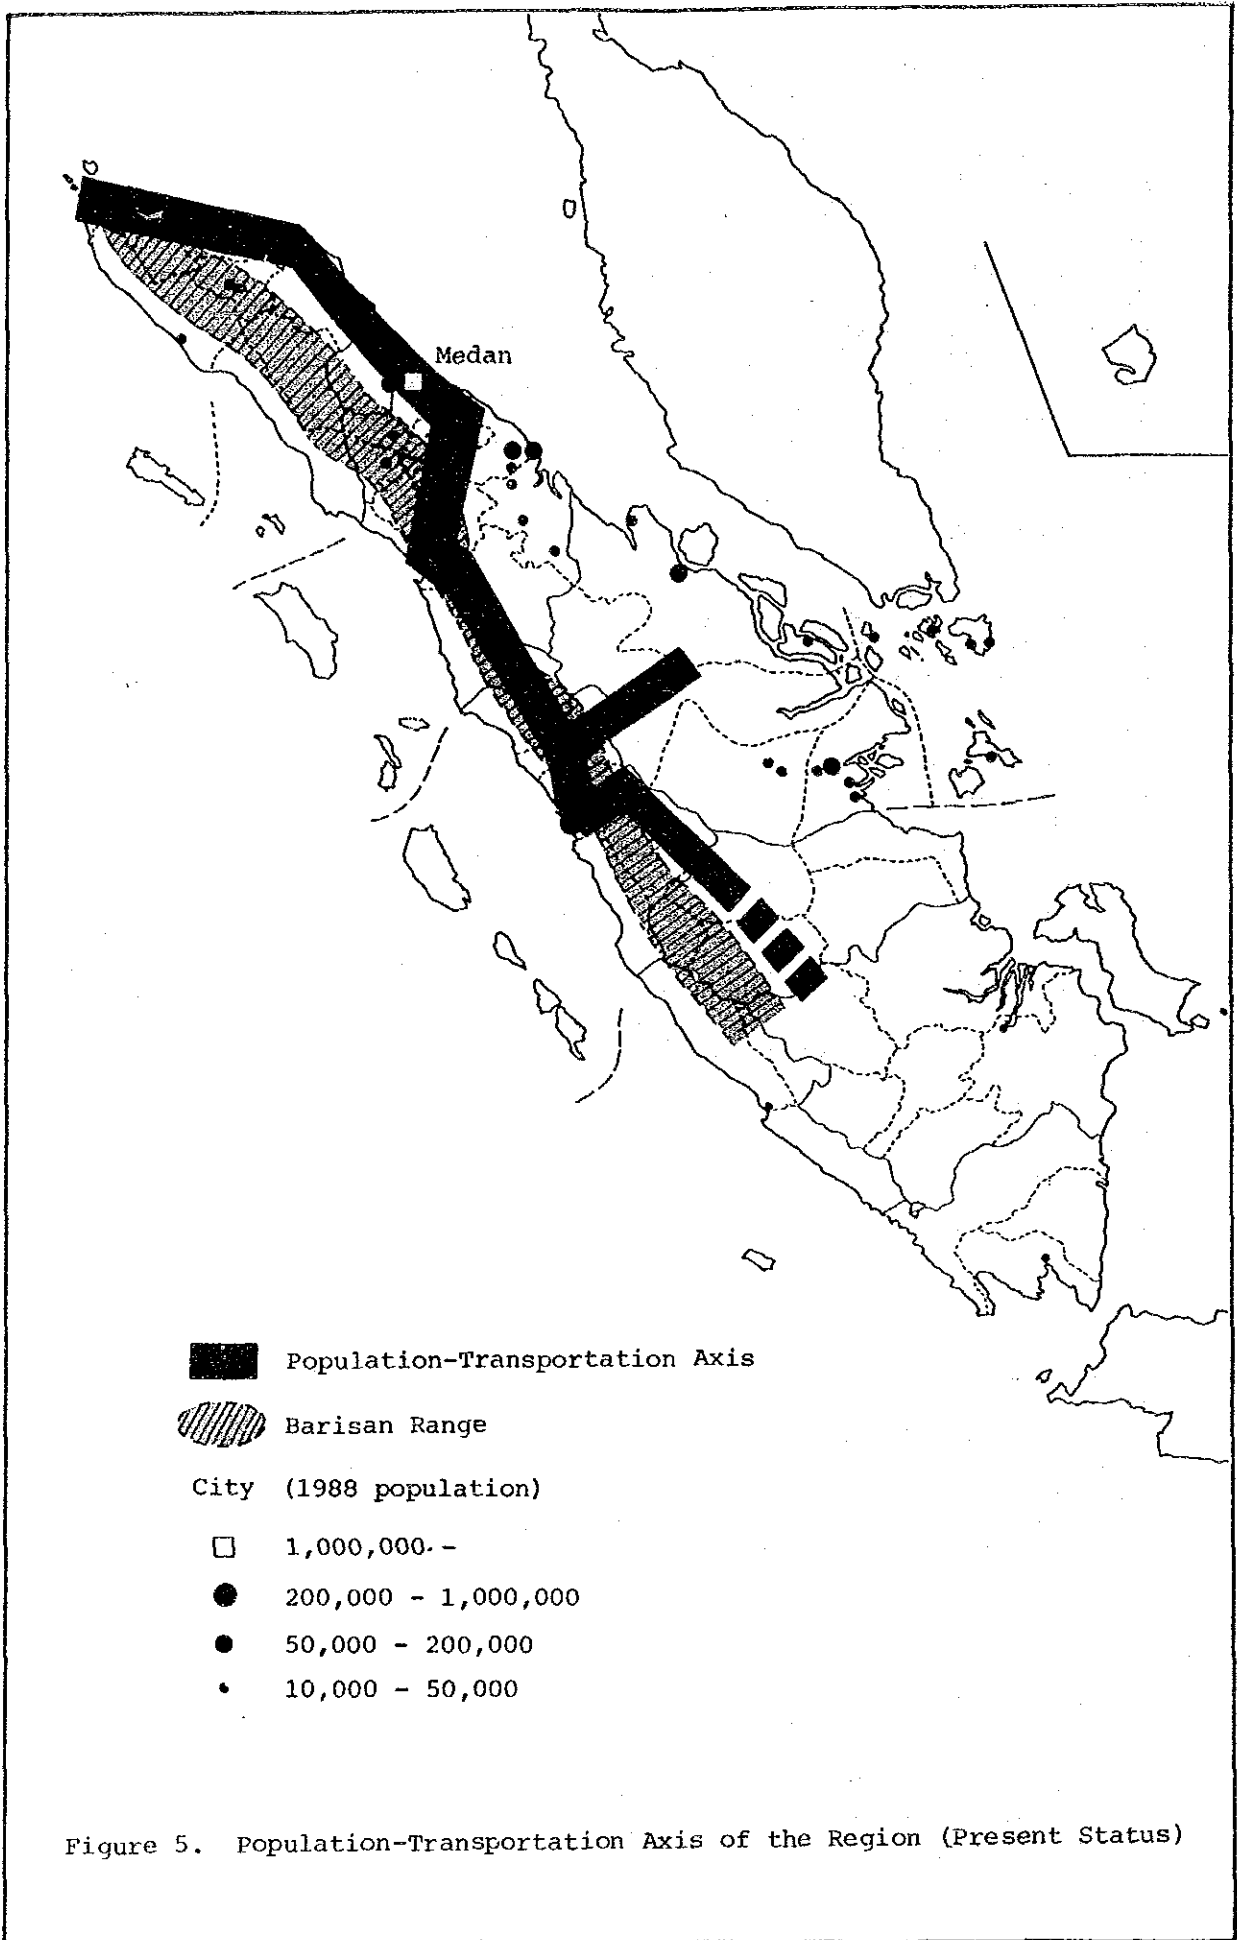 Medan
Population-Transportation Axis
Barisan Range
City (1988 population)
1,000,000 -
200,000 - 1,000,000
50,000 - 200,000
10,000 - 50,000
Figure 5. Population-Transportation Axis of the Region (Present Status)